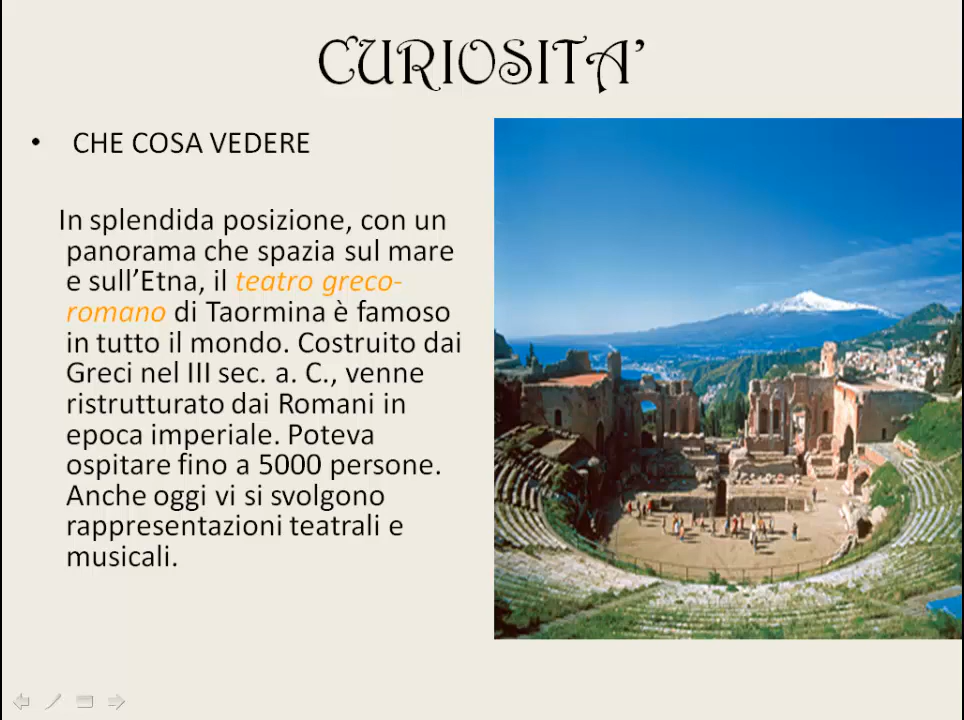 CURIOSITA’
• CHE COSA VEDERE
In splendida posizione, con un
panorama che spazia sul mare
e sull’Etna, il teatro greco-
romano di Taormina è famoso
in tutto il mondo. Costruito dai
Greci nel III sec. a. C., venne
ristrutturato dai Romani in
epoca imperiale. Poteva
ospitare fino a 5000 persone.
Anche oggi vi si svolgono
rappresentazioni teatrali e
musicali.